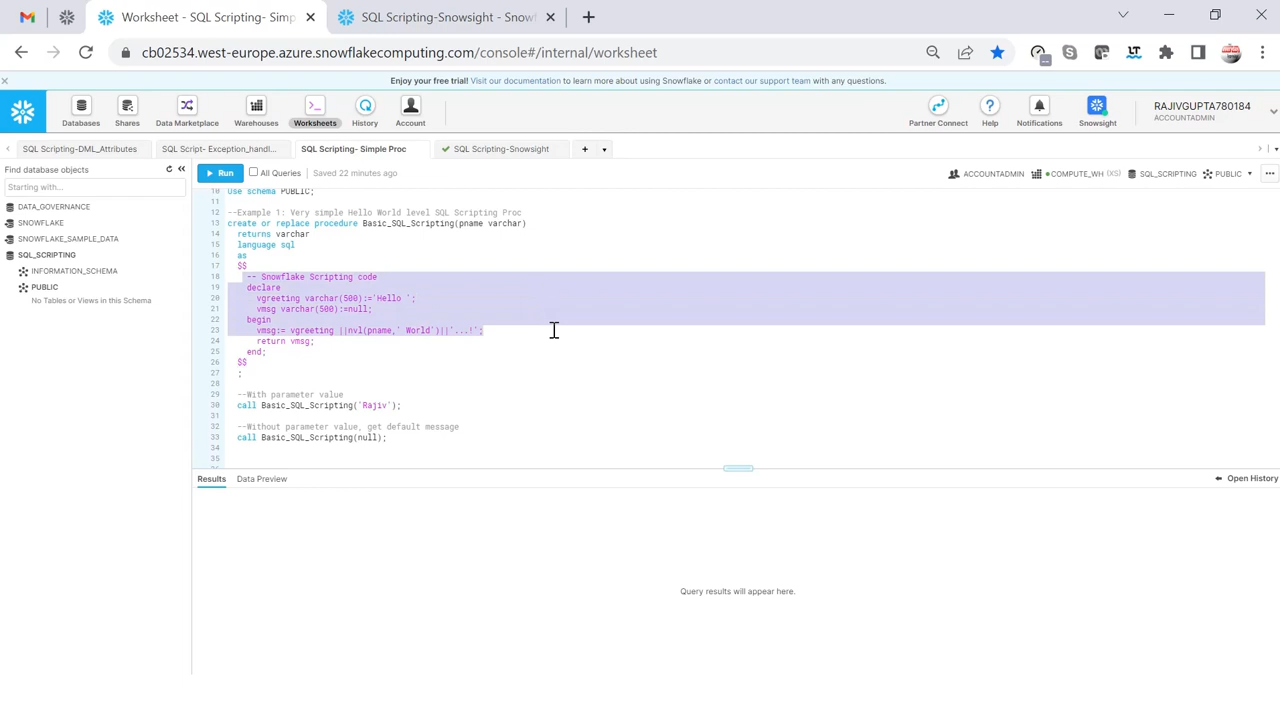 Worksheet - SQL Scripting- Simp
SQL Scripting-Snowsight - Snowf
cb02534.west-europe.azure.snowflakecomputing.com/console#/internal/worksheet
Enjoy your free trial! Visit our documentation to learn more about using Snowflake or contact our support team with any questions.
Databases
Shares
Data Marketplace
Warehouses
Worksheets
History
Account
Partner Connect
Help
Notifications
Snowsight
RAJIVGUPTA780184
ACCOUNTADMIN
SQL Scripting-DML_Attributes
SQL Script- Exception_handl...
SQL Scripting- Simple Proc
SQL Scripting-Snowsight
Find database objects
Starting with...
DATA_GOVERNANCE
SNOWFLAKE
SNOWFLAKE_SAMPLE_DATA
SQL_SCRIPTING
INFORMATION_SCHEMA
PUBLIC
No Tables or Views in this Schema
Run
All Queries
Saved 22 minutes ago
ACCOUNTADMIN
COMPUTE_WH (XS)
SQL_SCRIPTING
PUBLIC
10 Use schema PUBLIC;
11
12 --Example 1: Very simple Hello World level SQL Scripting Proc
13 create or replace procedure Basic_SQL_Scripting(pname varchar)
14 returns varchar
15 language sql
16 as
17 $$
18 -- Snowflake Scripting code
19 declare
20 vgreeting varchar(500):='Hello ';
21 vmsg varchar(500):=null;
22 begin
23 vmsg:= vgreeting ||nvl(pname,' World')||'...!';
24 return vmsg;
25 end;
26 $$
27 ;
28
29 --With parameter value
30 call Basic_SQL_Scripting('Rajiv');
31
32 --Without parameter value, get default message
33 call Basic_SQL_Scripting(null);
34
35
Results
Data Preview
Open History
Query results will appear here.